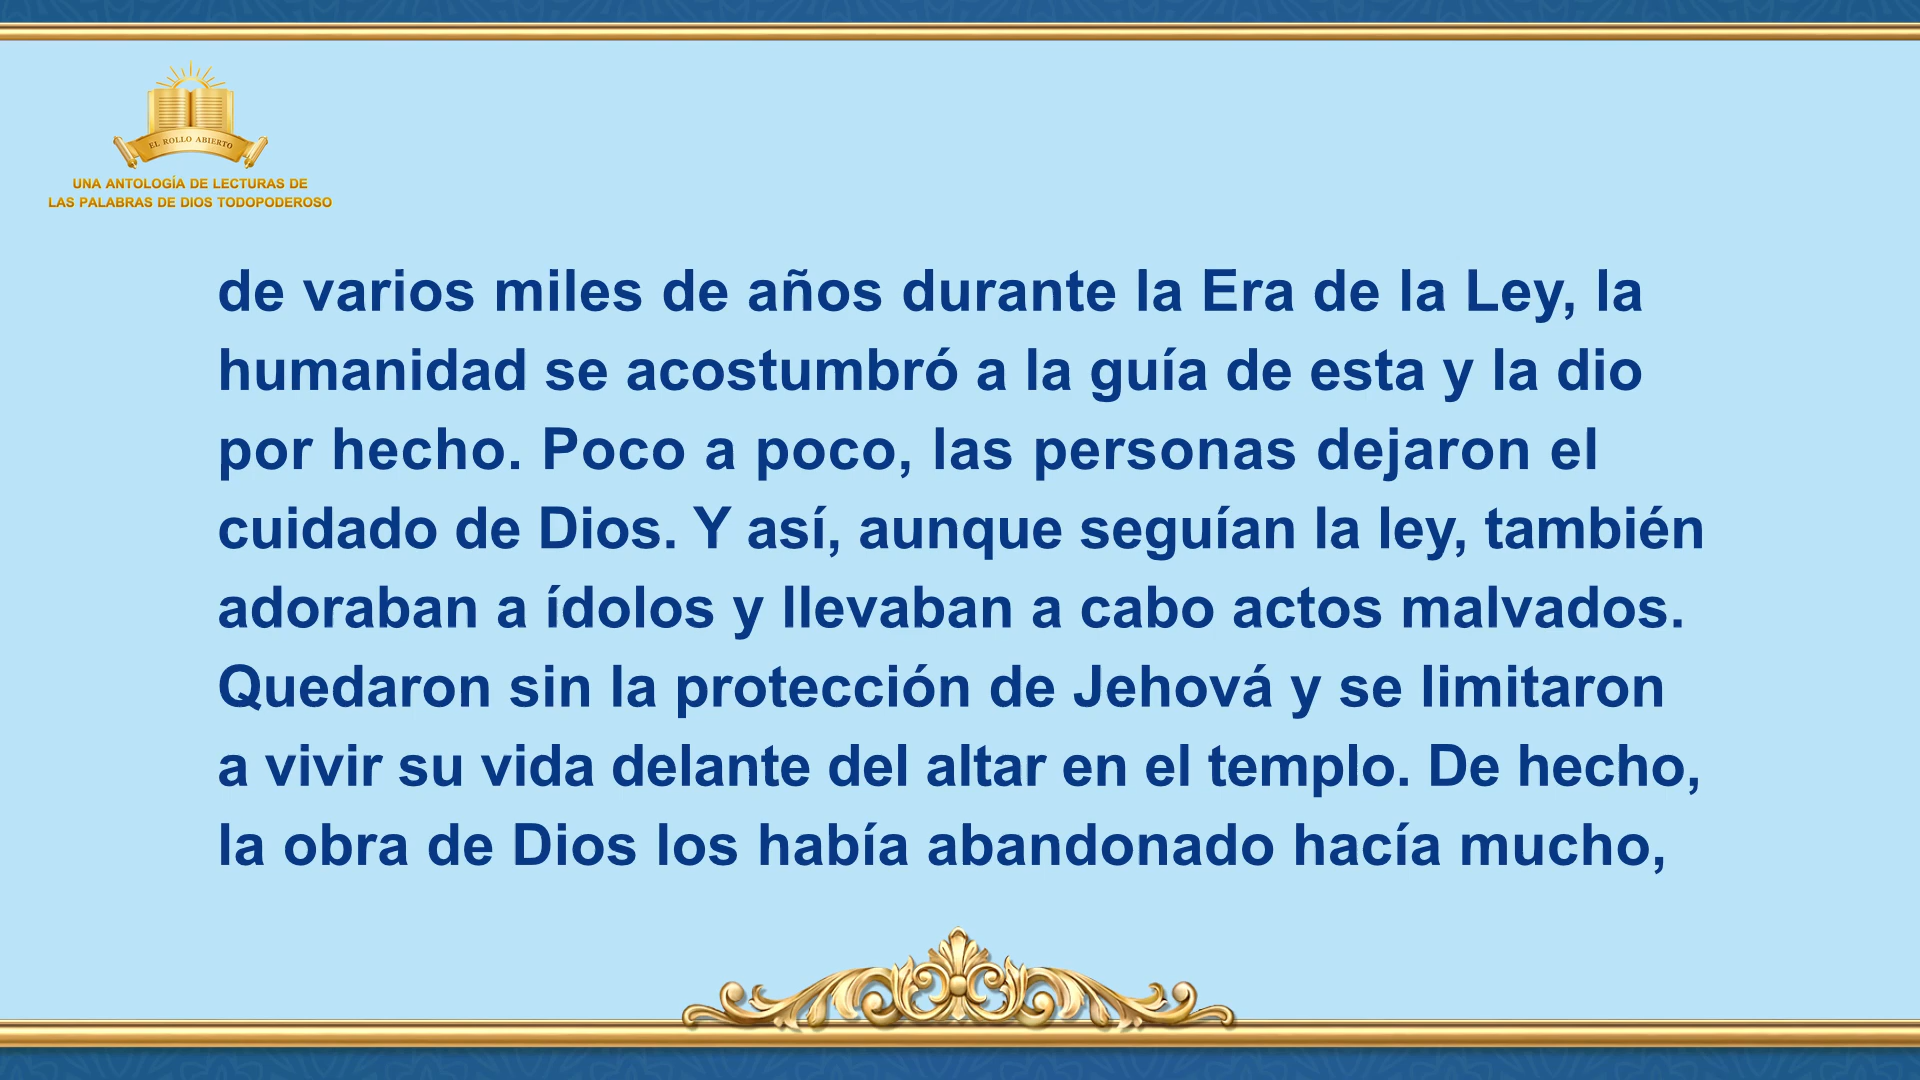 EL ROLLO ABIERTO
UNA ANTOLOGÍA DE LECTURAS DE
LAS PALABRAS DE DIOS TODOPODEROSO
de varios miles de años durante la Era de la Ley, la
humanidad se acostumbró a la guía de esta y la dio
por hecho. Poco a poco, las personas dejaron el
cuidado de Dios. Y así, aunque seguían la ley, también
adoraban a ídolos y llevaban a cabo actos malvados.
Quedaron sin la protección de Jehová y se limitaron
a vivir su vida delante del altar en el templo. De hecho,
la obra de Dios los había abandonado hacía mucho,